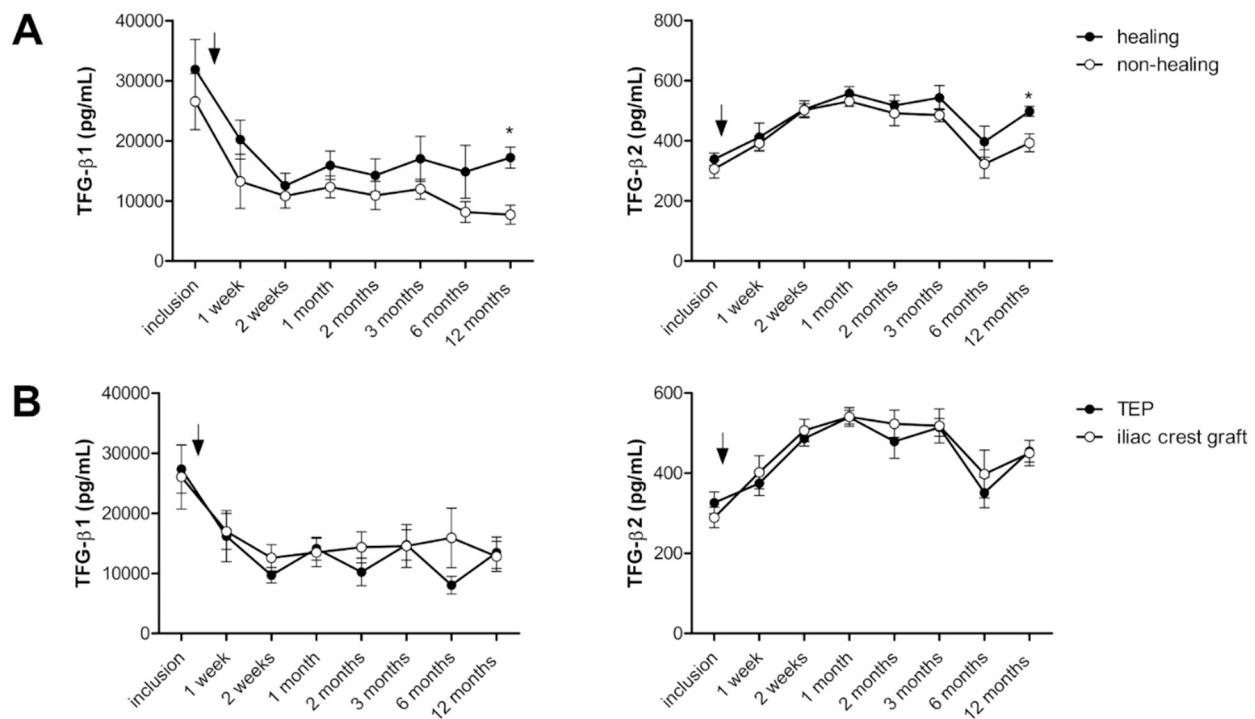 A
TFG-β1 (pg/mL)
40000
30000
20000
10000
0
*
inclusion
1 week
2 weeks
1 month
2 months
3 months
6 months
12 months
TFG-β2 (pg/mL)
800
600
400
200
0
*
inclusion
1 week
2 weeks
1 month
2 months
3 months
6 months
12 months
healing
non-healing
B
TFG-β1 (pg/mL)
40000
30000
20000
10000
0
inclusion
1 week
2 weeks
1 month
2 months
3 months
6 months
12 months
TFG-β2 (pg/mL)
600
400
200
0
inclusion
1 week
2 weeks
1 month
2 months
3 months
6 months
12 months
TEP
iliac crest graft